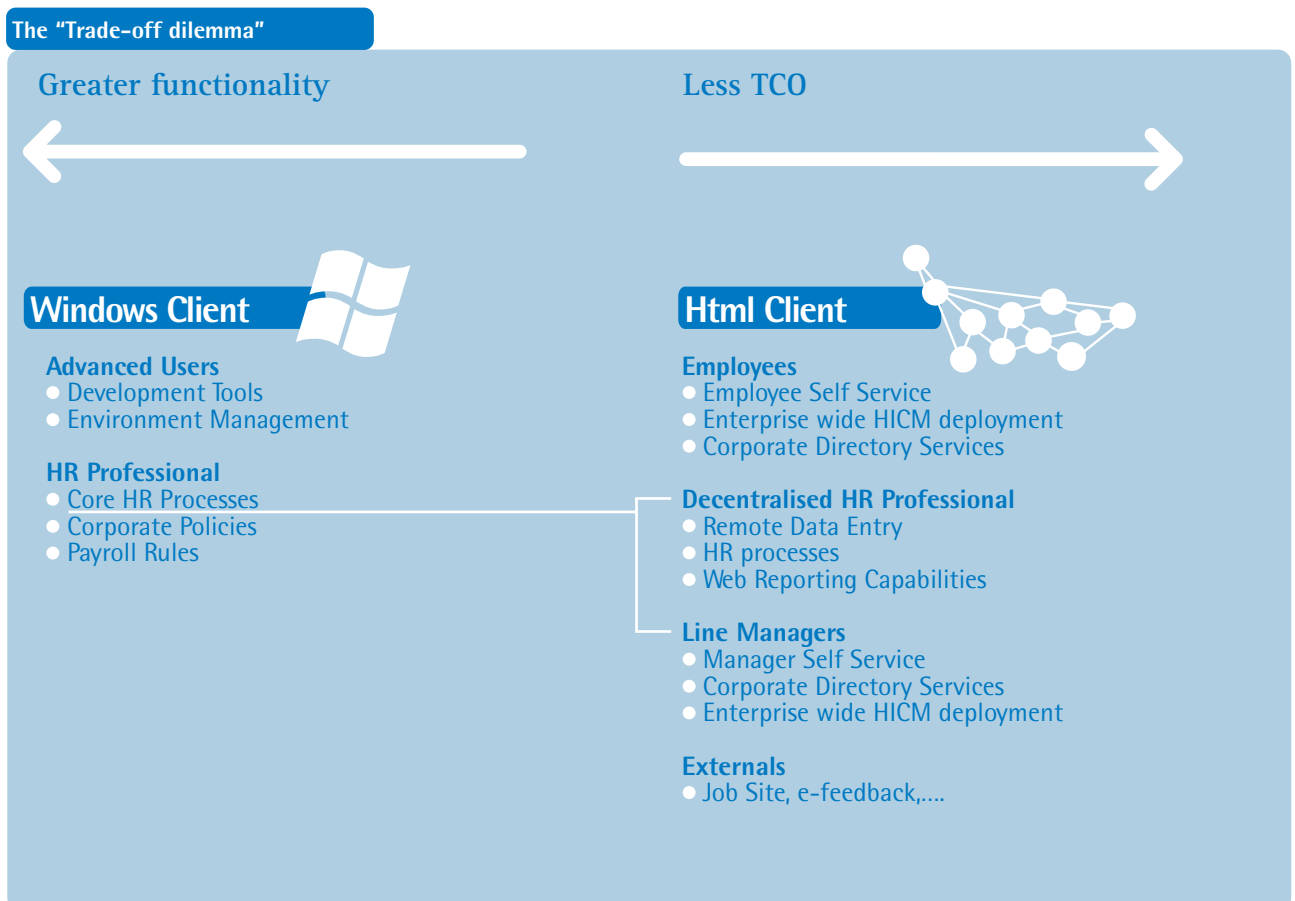 The "Trade-off dilemma"
Greater functionality
Less TCO
Windows Client
Advanced Users
Development Tools
Environment Management
HR Professional
Core HR Processes
Corporate Policies
Payroll Rules
Html Client
Employees
Employee Self Service
Enterprise wide HICM deployment
Corporate Directory Services
Decentralised HR Professional
Remote Data Entry
HR processes
Web Reporting Capabilities
Line Managers
Manager Self Service
Corporate Directory Services
Enterprise wide HICM deployment
Externals
Job Site, e-feedback,....